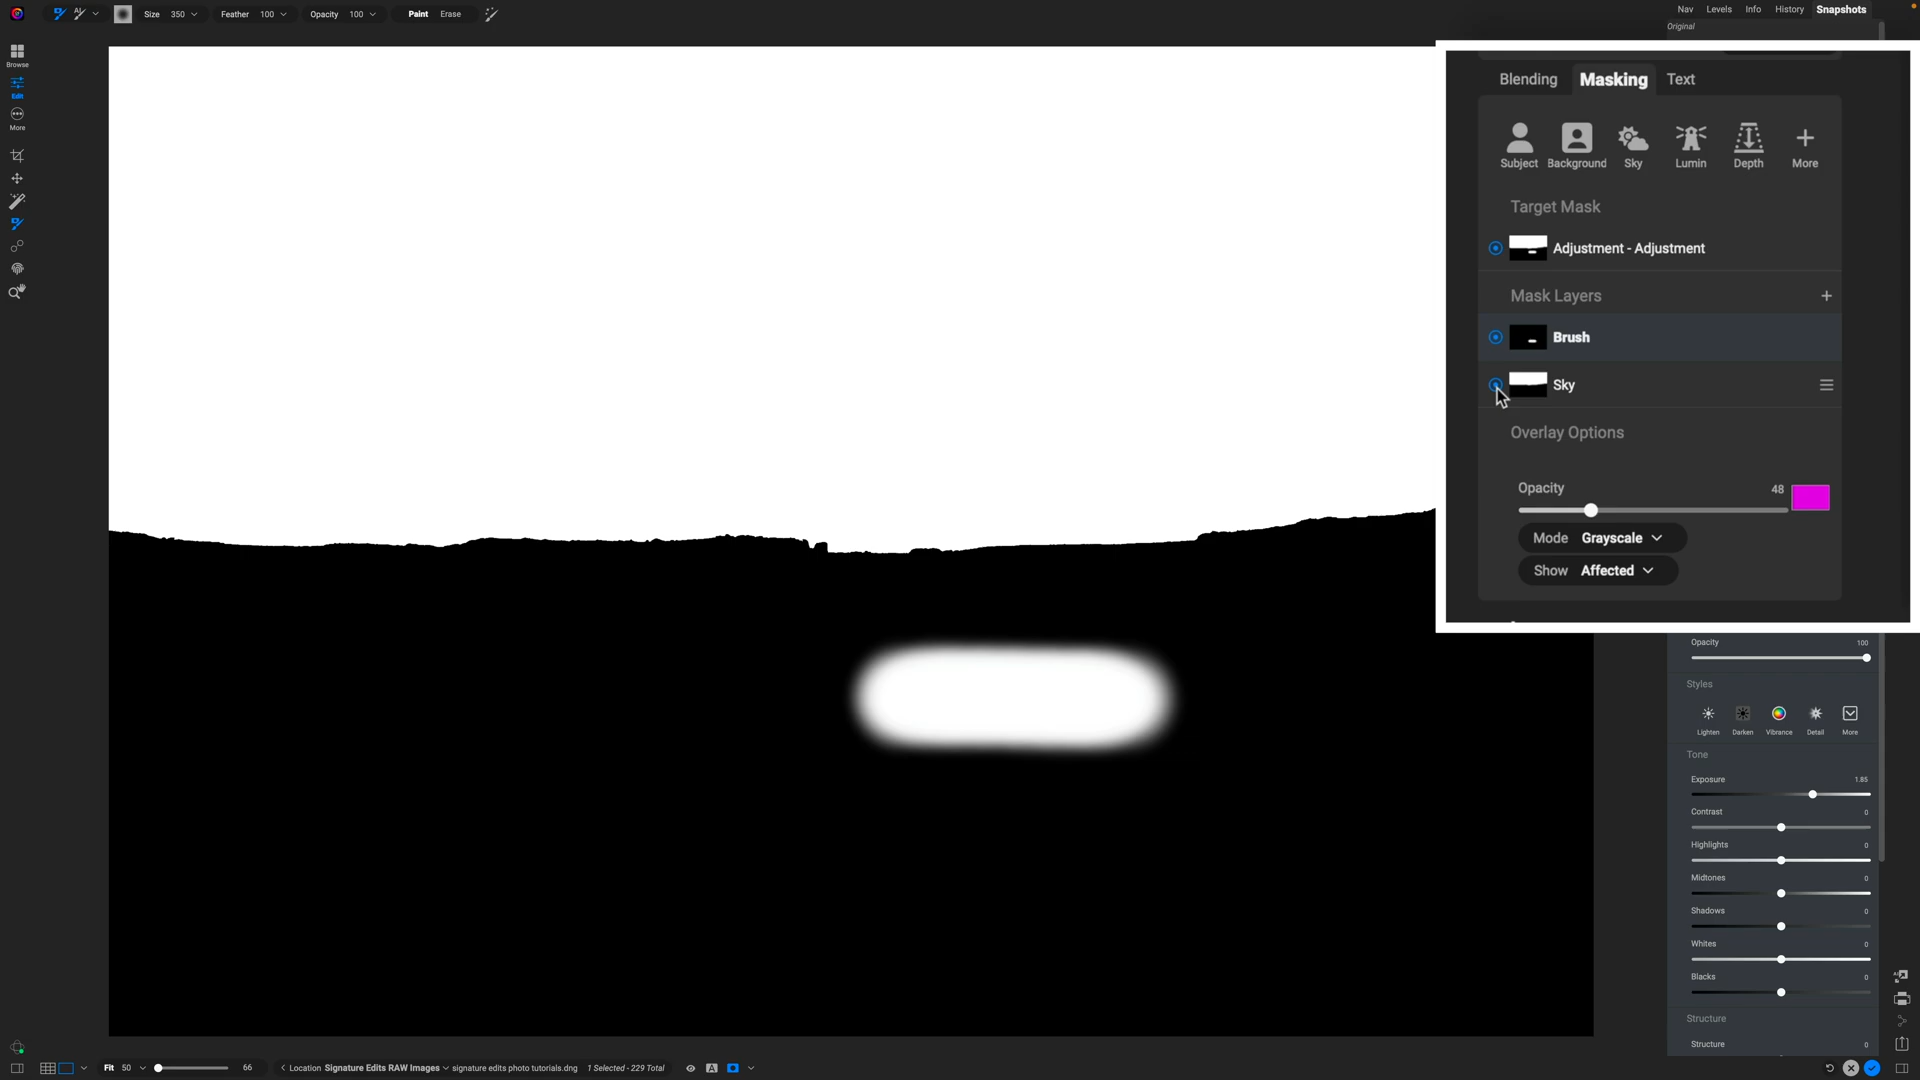 AI Size 350 Feather 100 Opacity 100 Paint Erase
Nav Levels Info History Snapshots
Original
Browse
Edit
More
Blending Masking Text
Subject Background Sky Lumin Depth More
Target Mask
Adjustment - Adjustment
Mask Layers
Brush
Sky
Overlay Options
Opacity 48
Mode Grayscale
Show Affected
Opacity 100
Styles
Lighten Darken Vibrance Detail More
Tone
Exposure 1.85
Contrast 0
Highlights 0
Midtones 0
Shadows 0
Whites 0
Blacks 0
Structure
Structure 0
Fit 50 66 Location Signature Edits RAW Images signature edits photo tutorials.dng 1 Selected - 229 Total A